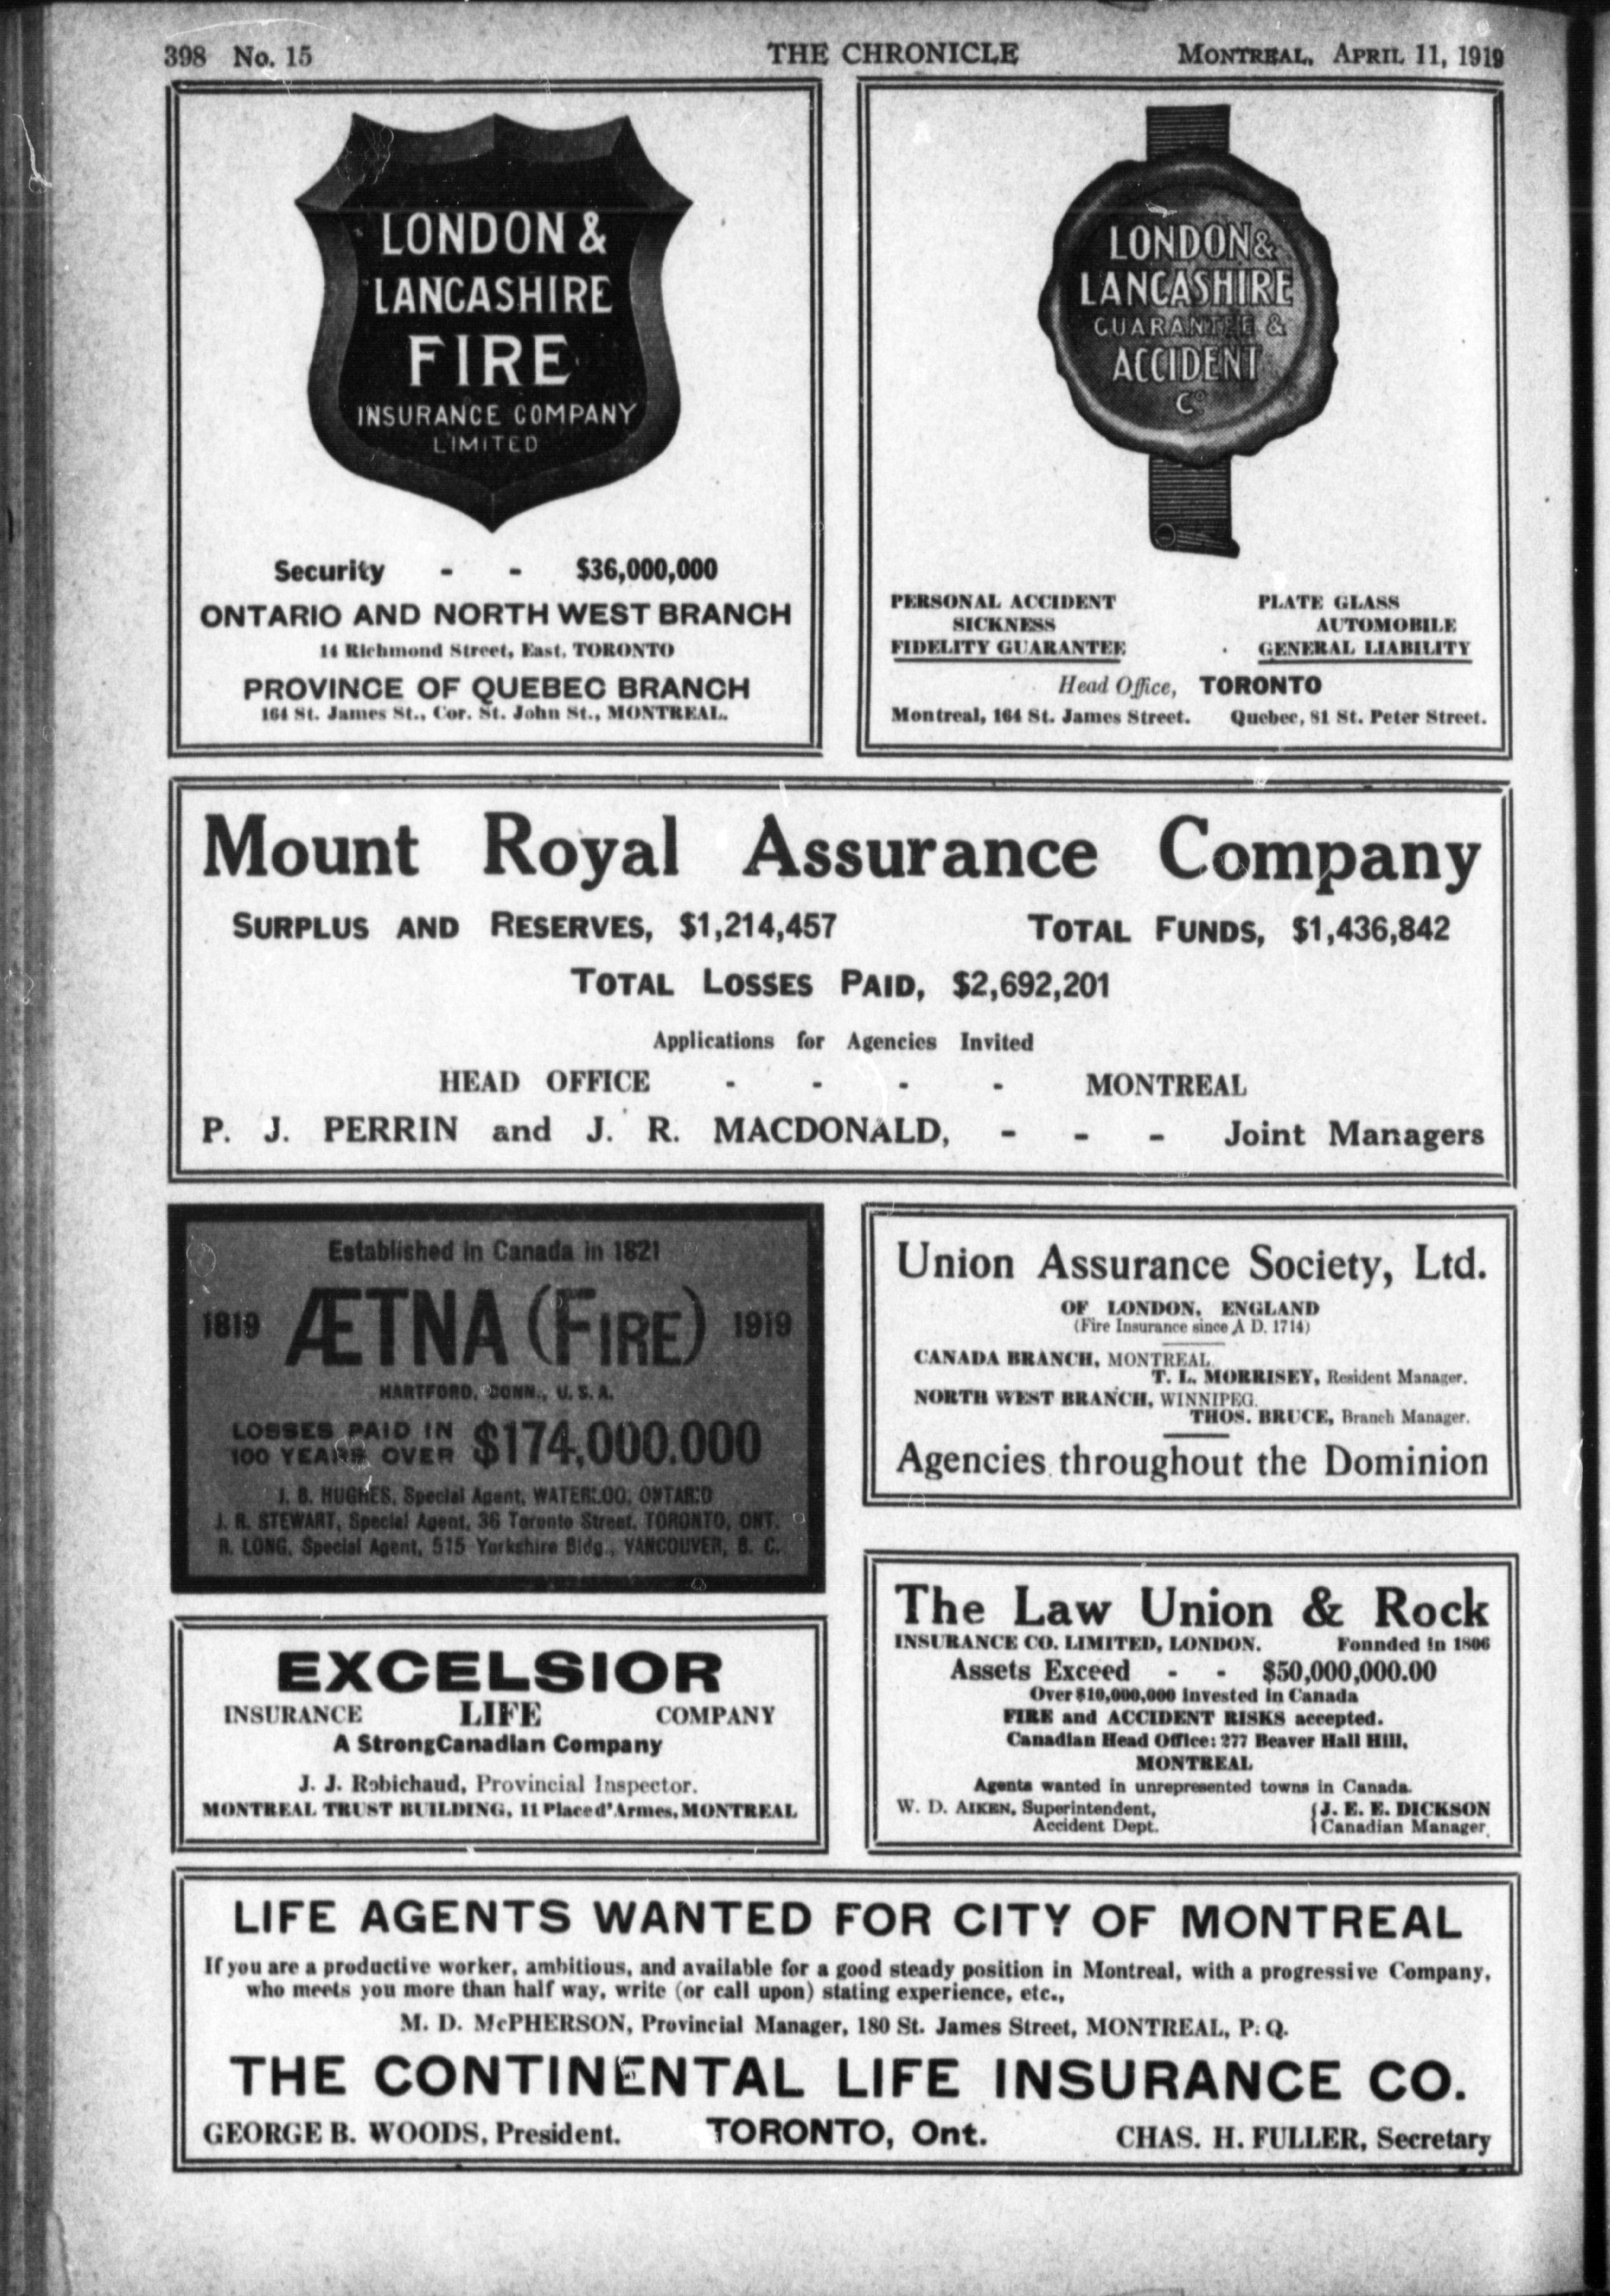 398 No. 15 THE CHRONICLE MONTREAL, APRIL 11, 1919
LONDON &
LANCASHIRE
FIRE
INSURANCE COMPANY
LIMITED
Security - - $36,000,000
ONTARIO AND NORTH WEST BRANCH
14 Richmond Street, East, TORONTO
PROVINCE OF QUEBEC BRANCH
164 St. James St., Cor. St. John St., MONTREAL.
LONDON &
LANCASHIRE
GUARANTEE &
ACCIDENT
Co
PERSONAL ACCIDENT PLATE GLASS
SICKNESS AUTOMOBILE
FIDELITY GUARANTEE GENERAL LIABILITY
Head Office, TORONTO
Montreal, 164 St. James Street. Quebec, 81 St. Peter Street.
Mount Royal Assurance Company
SURPLUS AND RESERVES, $1,214,457 TOTAL FUNDS, $1,436,842
TOTAL LOSSES PAID, $2,692,201
Applications for Agencies Invited
HEAD OFFICE - - - - MONTREAL
P. J. PERRIN and J. R. MACDONALD, - - - Joint Managers
Established in Canada in 1821
1819 ÆTNA (FIRE) 1919
HARTFORD, CONN., U. S. A.
LOSSES PAID IN
100 YEARS OVER $174,000.000
J. B. HUGHES, Special Agent, WATERLOO, ONTARIO
J. R. STEWART, Special Agent, 36 Toronto Street, TORONTO, ONT.
R. LONG, Special Agent, 515 Yorkshire Bldg., VANCOUVER, B. C.
Union Assurance Society, Ltd.
OF LONDON, ENGLAND
(Fire Insurance since A D. 1714)
CANADA BRANCH, MONTREAL
T. L. MORRISEY, Resident Manager.
NORTH WEST BRANCH, WINNIPEG.
THOS. BRUCE, Branch Manager.
Agencies throughout the Dominion
EXCELSIOR
INSURANCE LIFE COMPANY
A StrongCanadian Company
J. J. Robichaud, Provincial Inspector.
MONTREAL TRUST BUILDING, 11 Place d'Armes, MONTREAL
The Law Union & Rock
INSURANCE CO. LIMITED, LONDON. Fonnded in 1806
Assets Exceed - - $50,000,000.00
Over $10,000,000 invested in Canada
FIRE and ACCIDENT RISKS accepted.
Canadian Head Office: 277 Beaver Hall Hill,
MONTREAL
Agents wanted in unrepresented towns in Canada.
W. D. AIKEN, Superintendent, J. E. E. DICKSON
Accident Dept. Canadian Manager.
LIFE AGENTS WANTED FOR CITY OF MONTREAL
If you are a productive worker, ambitious, and available for a good steady position in Montreal, with a progressive Company,
who meets you more than half way, write (or call upon) stating experience, etc.,
M. D. McPHERSON, Provincial Manager, 180 St. James Street, MONTREAL, P. Q.
THE CONTINENTAL LIFE INSURANCE CO.
GEORGE B. WOODS, President. TORONTO, Ont. CHAS. H. FULLER, Secretary